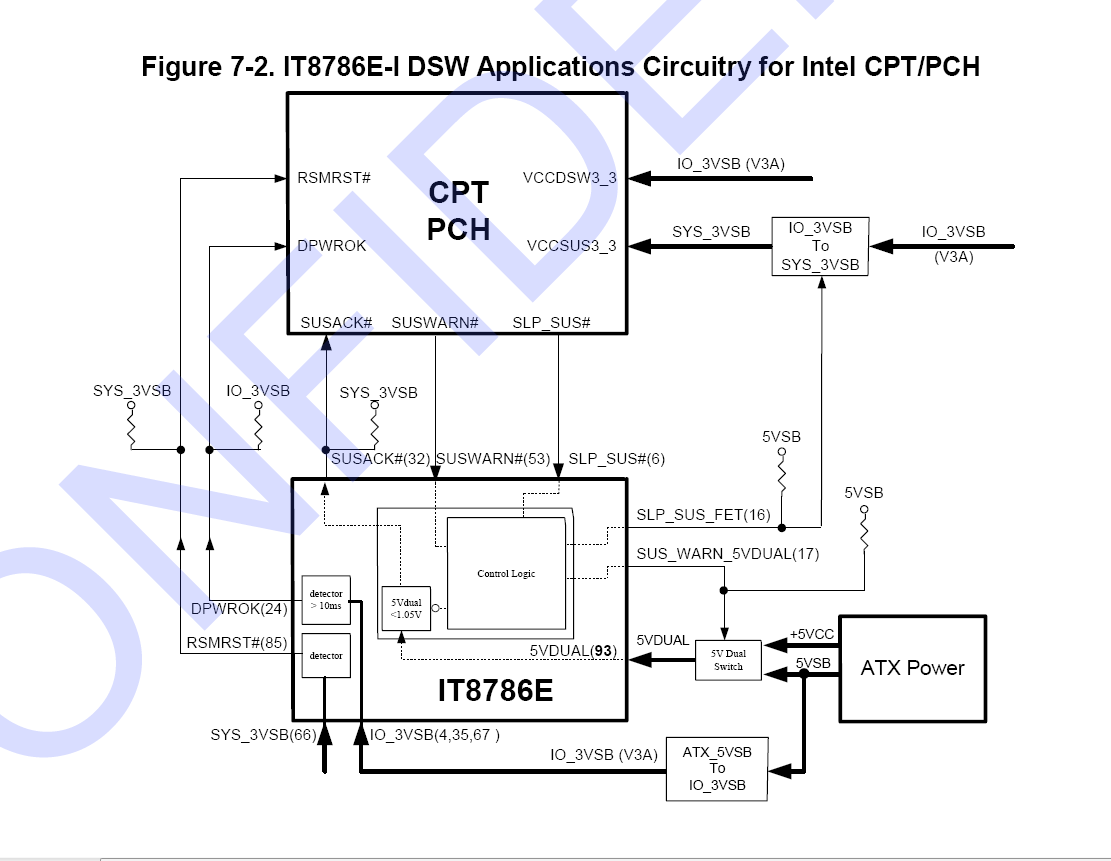 Figure 7-2. IT8786E-I DSW Applications Circuitry for Intel CPT/PCH
IO_3VSB (V3A)
RSMRST#
CPT
PCH
VCCDSW3_3
DPWROK
VCCSUS3_3
SYS_3VSB
IO_3VSB
To
SYS_3VSB
IO_3VSB
(V3A)
SUSACK#
SUSWARN#
SLP_SUS#
SYS_3VSB
IO_3VSB
SYS_3VSB
5VSB
SUSACK#(32)
SUSWARN#(53)
SLP_SUS#(6)
5VSB
SLP_SUS_FET(16)
SUS_WARN_5VDUAL(17)
Control Logic
detector
> 10ms
5Vdual
<1.05V
DPWROK(24)
RSMRST#(85)
detector
5VDUAL(93)
5VDUAL
5V Dual
Switch
+5VCC
5VSB
ATX Power
IT8786E
SYS_3VSB(66)
IO_3VSB(4,35,67 )
IO_3VSB (V3A)
ATX_5VSB
To
IO_3VSB
ONFIDE